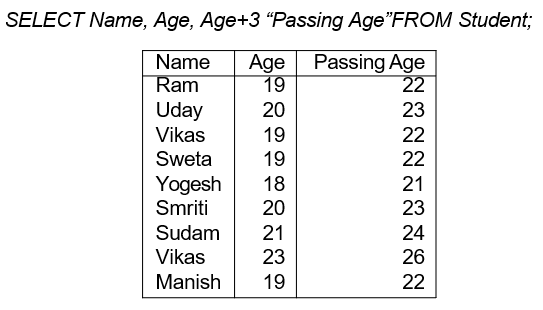 SELECT Name, Age, Age+3 “Passing Age”FROM Student;
Name Age Passing Age
Ram 19 22
Uday 20 23
Vikas 19 22
Sweta 19 22
Yogesh 18 21
Smriti 20 23
Sudam 21 24
Vikas 23 26
Manish 19 22